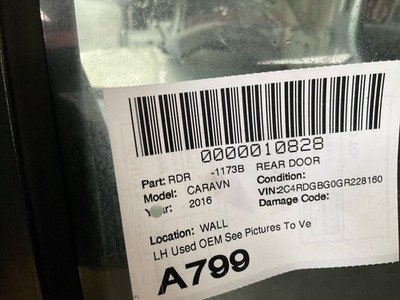 0000010828
Part: RDR -1173B REAR DOOR
Model: CARAVN Condition:
Year: 2016 VIN:2C4RDGBG0GR228160
Damage Code:
Location: WALL
LH Used OEM See Pictures To Ve
A799